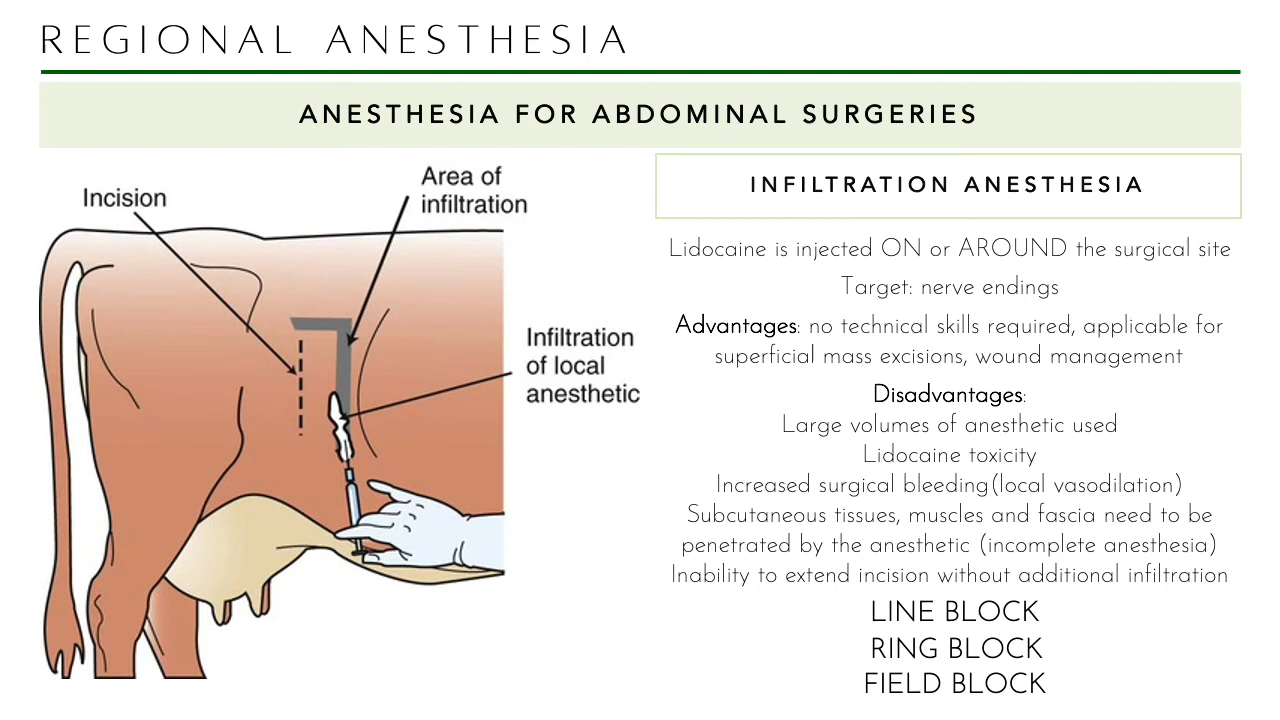 REGIONAL ANESTHESIA
ANESTHESIA FOR ABDOMINAL SURGERIES
Incision
Area of
infiltration
Infiltration
of local
anesthetic
INFILTRATION ANESTHESIA
Lidocaine is injected ON or AROUND the surgical site
Target: nerve endings
Advantages: no technical skills required, applicable for
superficial mass excisions, wound management
Disadvantages:
Large volumes of anesthetic used
Lidocaine toxicity
Increased surgical bleeding(local vasodilation)
Subcutaneous tissues, muscles and fascia need to be
penetrated by the anesthetic (incomplete anesthesia)
Inability to extend incision without additional infiltration
LINE BLOCK
RING BLOCK
FIELD BLOCK